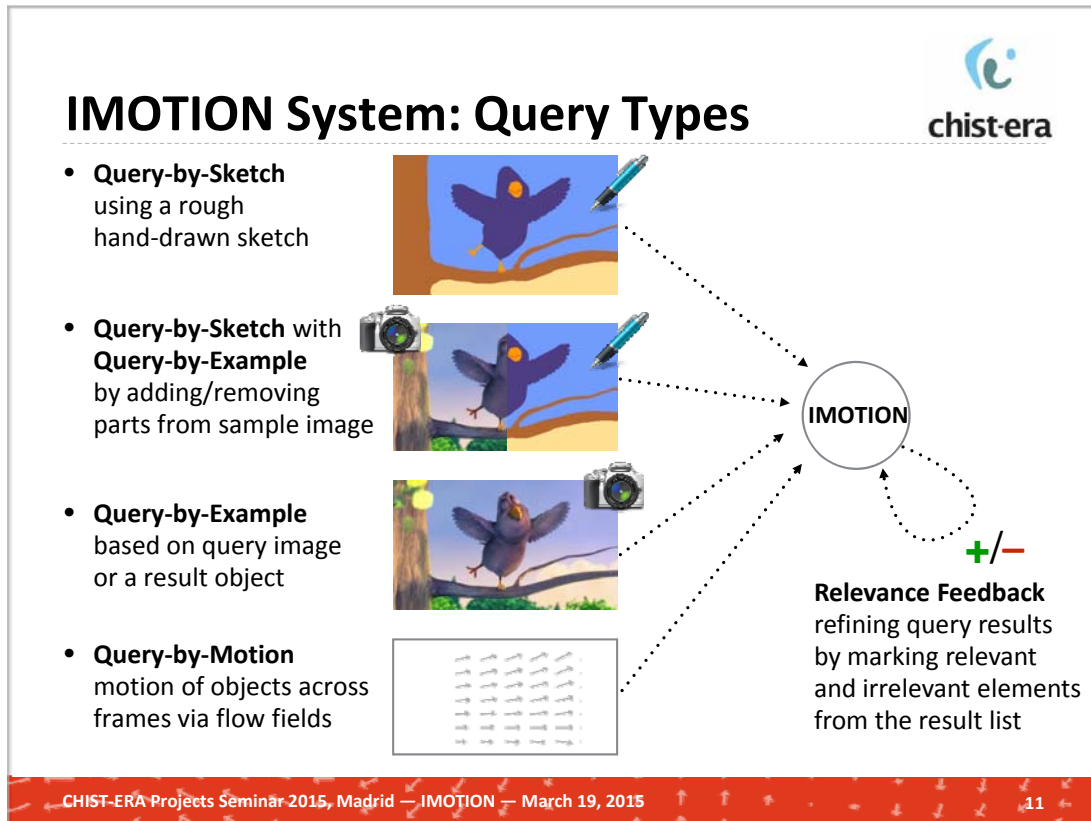 IMOTION System: Query Types
chist-era
• Query-by-Sketch
using a rough
hand-drawn sketch
• Query-by-Sketch with
Query-by-Example
by adding/removing
parts from sample image
• Query-by-Example
based on query image
or a result object
• Query-by-Motion
motion of objects across
frames via flow fields
IMOTION
+/−
Relevance Feedback
refining query results
by marking relevant
and irrelevant elements
from the result list
CHIST-ERA Projects Seminar 2015, Madrid — IMOTION — March 19, 2015
11